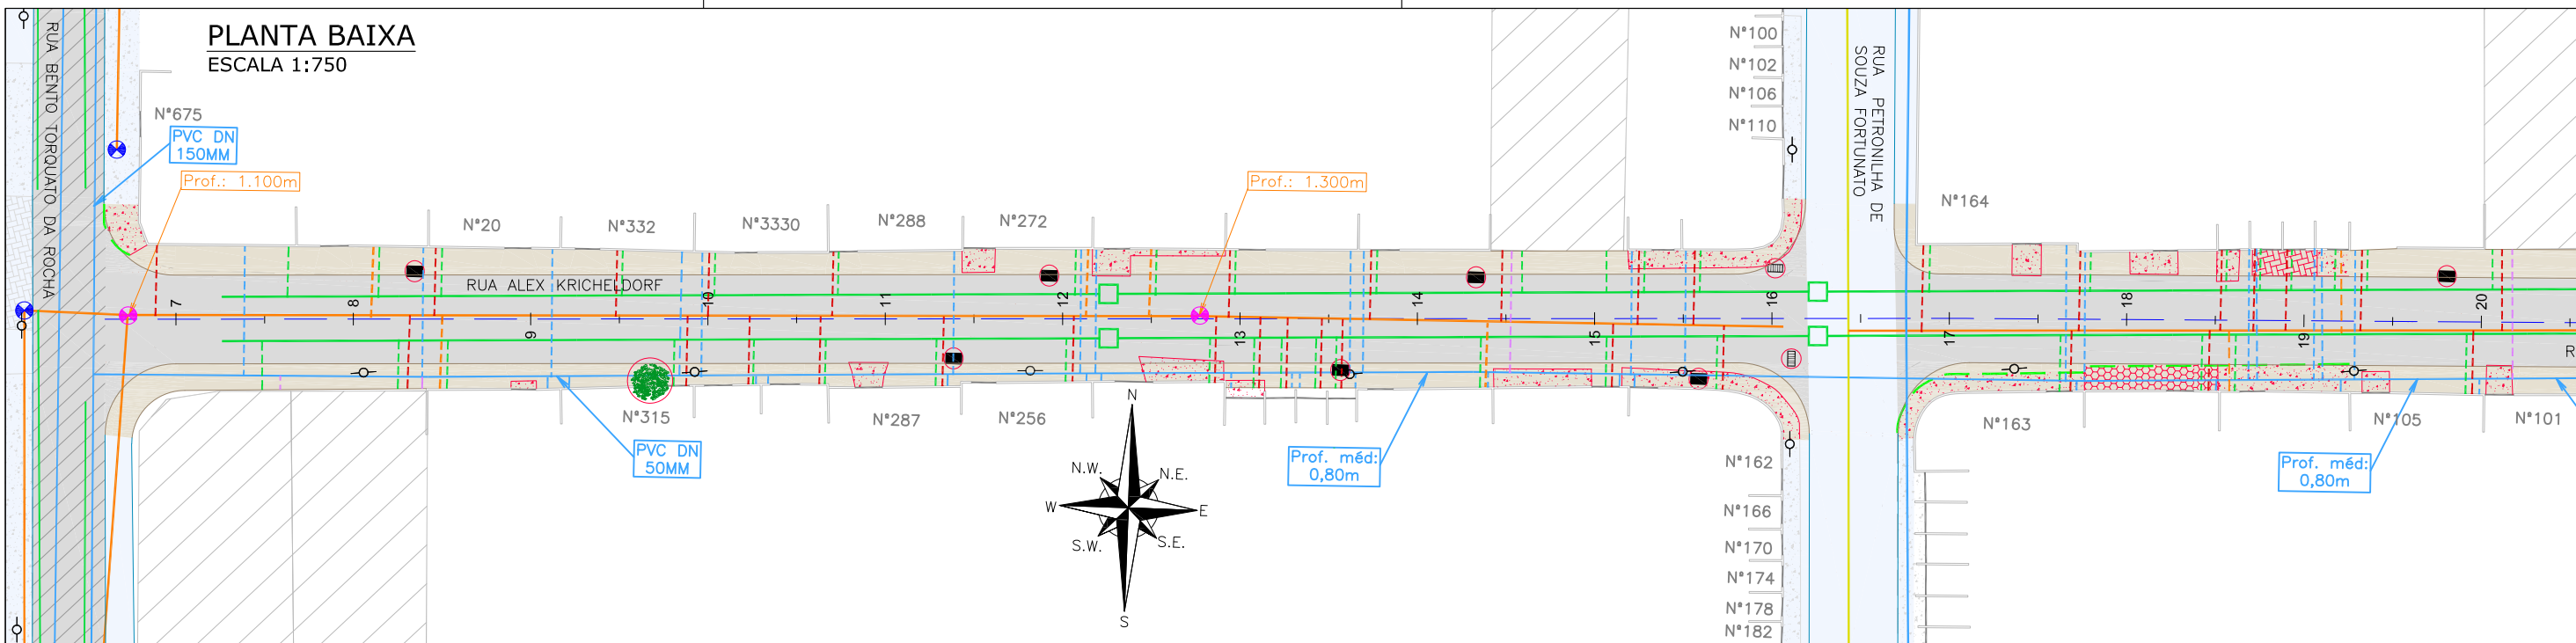 PLANTA BAIXA
ESCALA 1:750
RUA BENTO TORQUATO DA ROCHA
N°675
PVC DN
150MM
Prof.: 1.100m
N°20
N°332
N°3330
N°288
N°272
Prof.: 1.300m
N°100
N°102
N°106
N°110
RUA PETRONILHA DE
SOUZA FORTUNATO
N°164
RUA ALEX KRICHELDORF
7
8
9
10
11
12
13
14
15
16
17
18
19
20
R
N°315
N°287
N°256
N°163
N°105
N°101
PVC DN
50MM
Prof. méd:
0,80m
Prof. méd:
0,80m
N
N.W.
N.E.
W
E
S.W.
S.E.
S
N°162
N°166
N°170
N°174
N°178
N°182